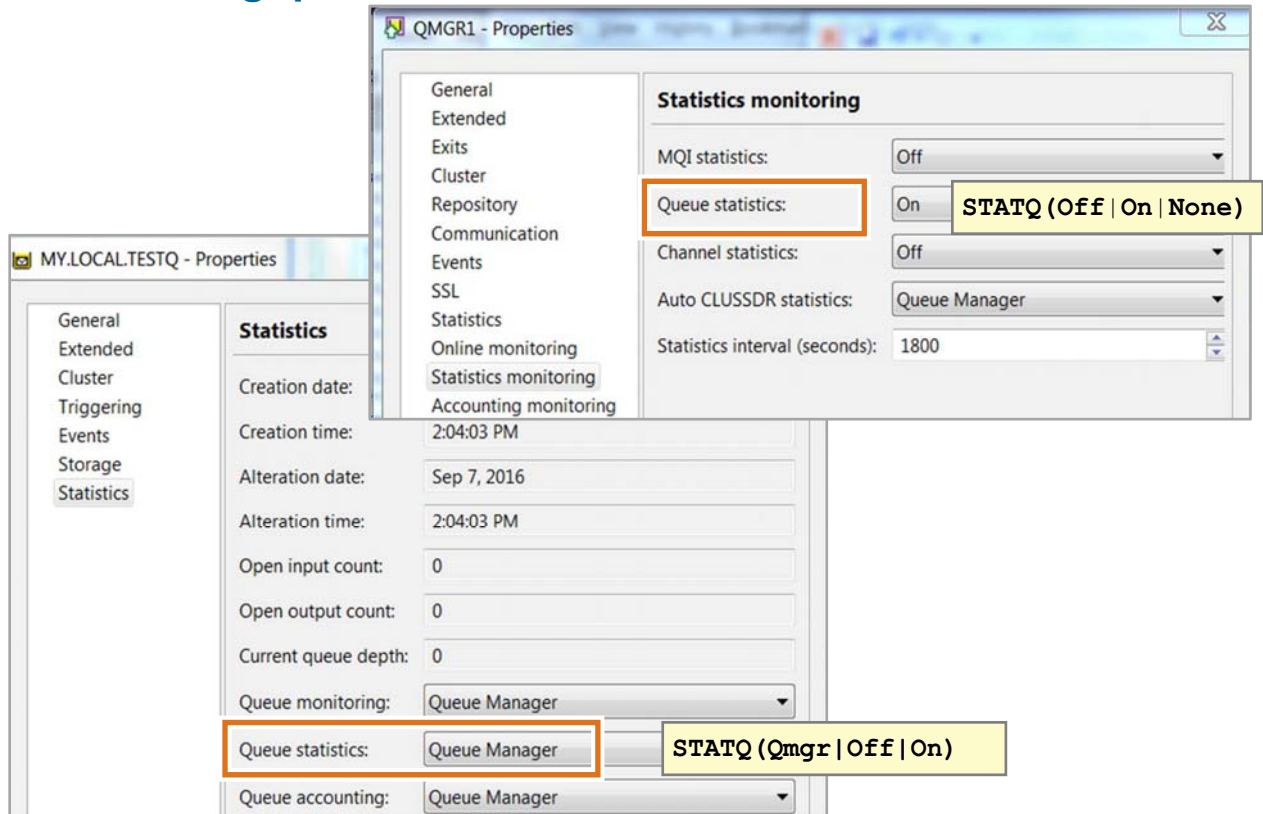 QMGR1 - Properties
General
Extended
Exits
Cluster
Repository
Communication
Events
SSL
Statistics
Online monitoring
Statistics monitoring
Accounting monitoring
Statistics monitoring
MQI statistics: Off
Queue statistics: On
STATQ(Off|On|None)
Channel statistics: Off
Auto CLUSSDR statistics: Queue Manager
Statistics interval (seconds): 1800
MY.LOCAL.TESTQ - Properties
General
Extended
Cluster
Triggering
Events
Storage
Statistics
Statistics
Creation date:
Creation time: 2:04:03 PM
Alteration date: Sep 7, 2016
Alteration time: 2:04:03 PM
Open input count: 0
Open output count: 0
Current queue depth: 0
Queue monitoring: Queue Manager
Queue statistics: Queue Manager
STATQ(Qmgr|Off|On)
Queue accounting: Queue Manager